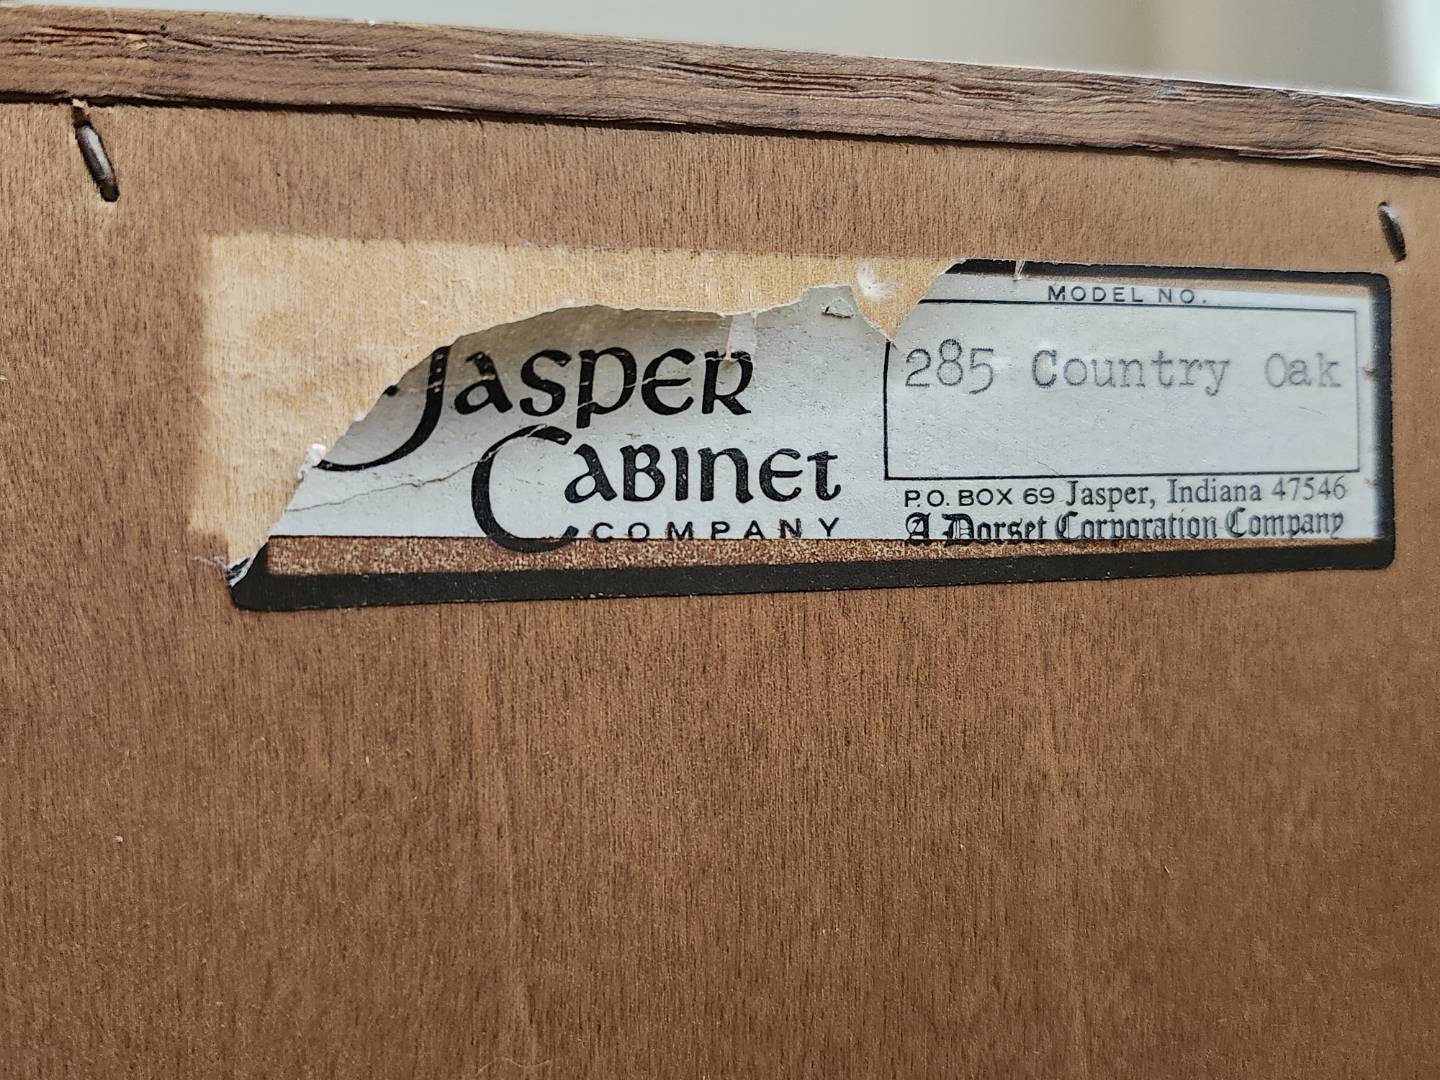 Jasper
Cabinet
COMPANY
MODEL NO.
285 Country Oak
P.O. BOX 69 Jasper, Indiana 47546
A Dorset Corporation Company